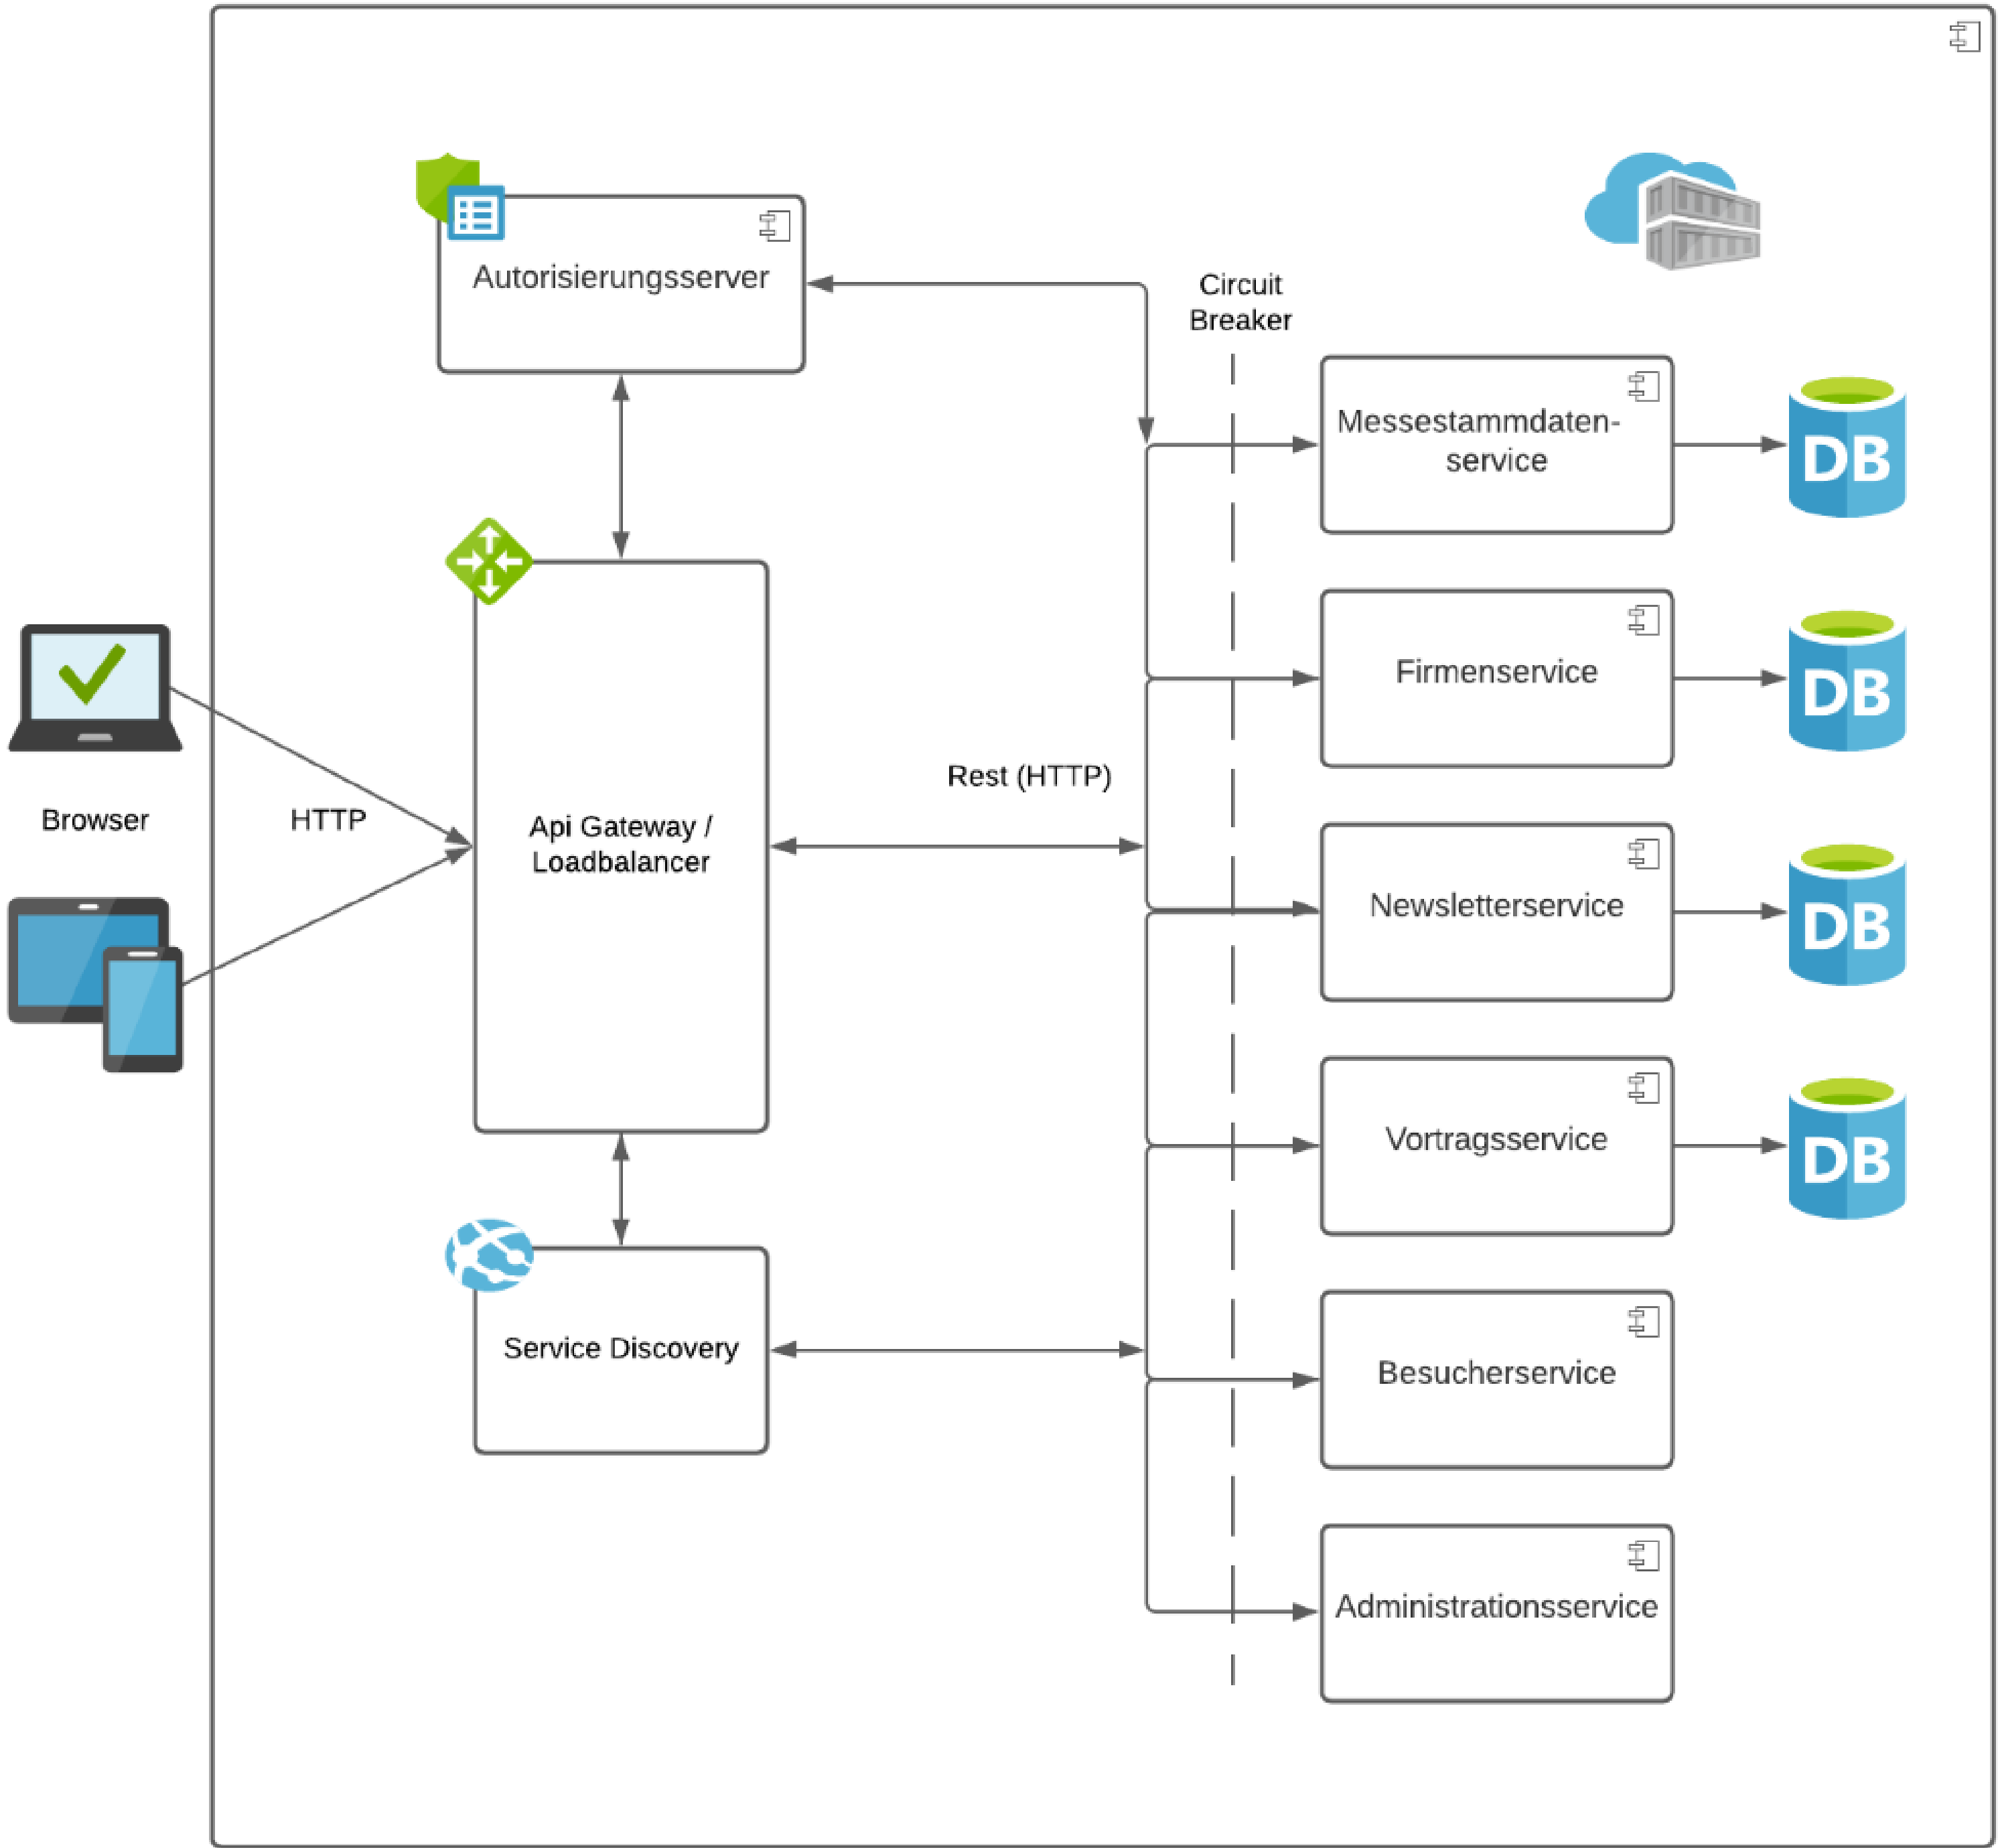 Autorisierungsserver
Circuit
Breaker
Messestammdaten-
service
DB
Firmenservice
DB
Browser
HTTP
Api Gateway /
Loadbalancer
Rest (HTTP)
Newsletterservice
DB
Vortragsservice
DB
Service Discovery
Besucherservice
Administrationsservice